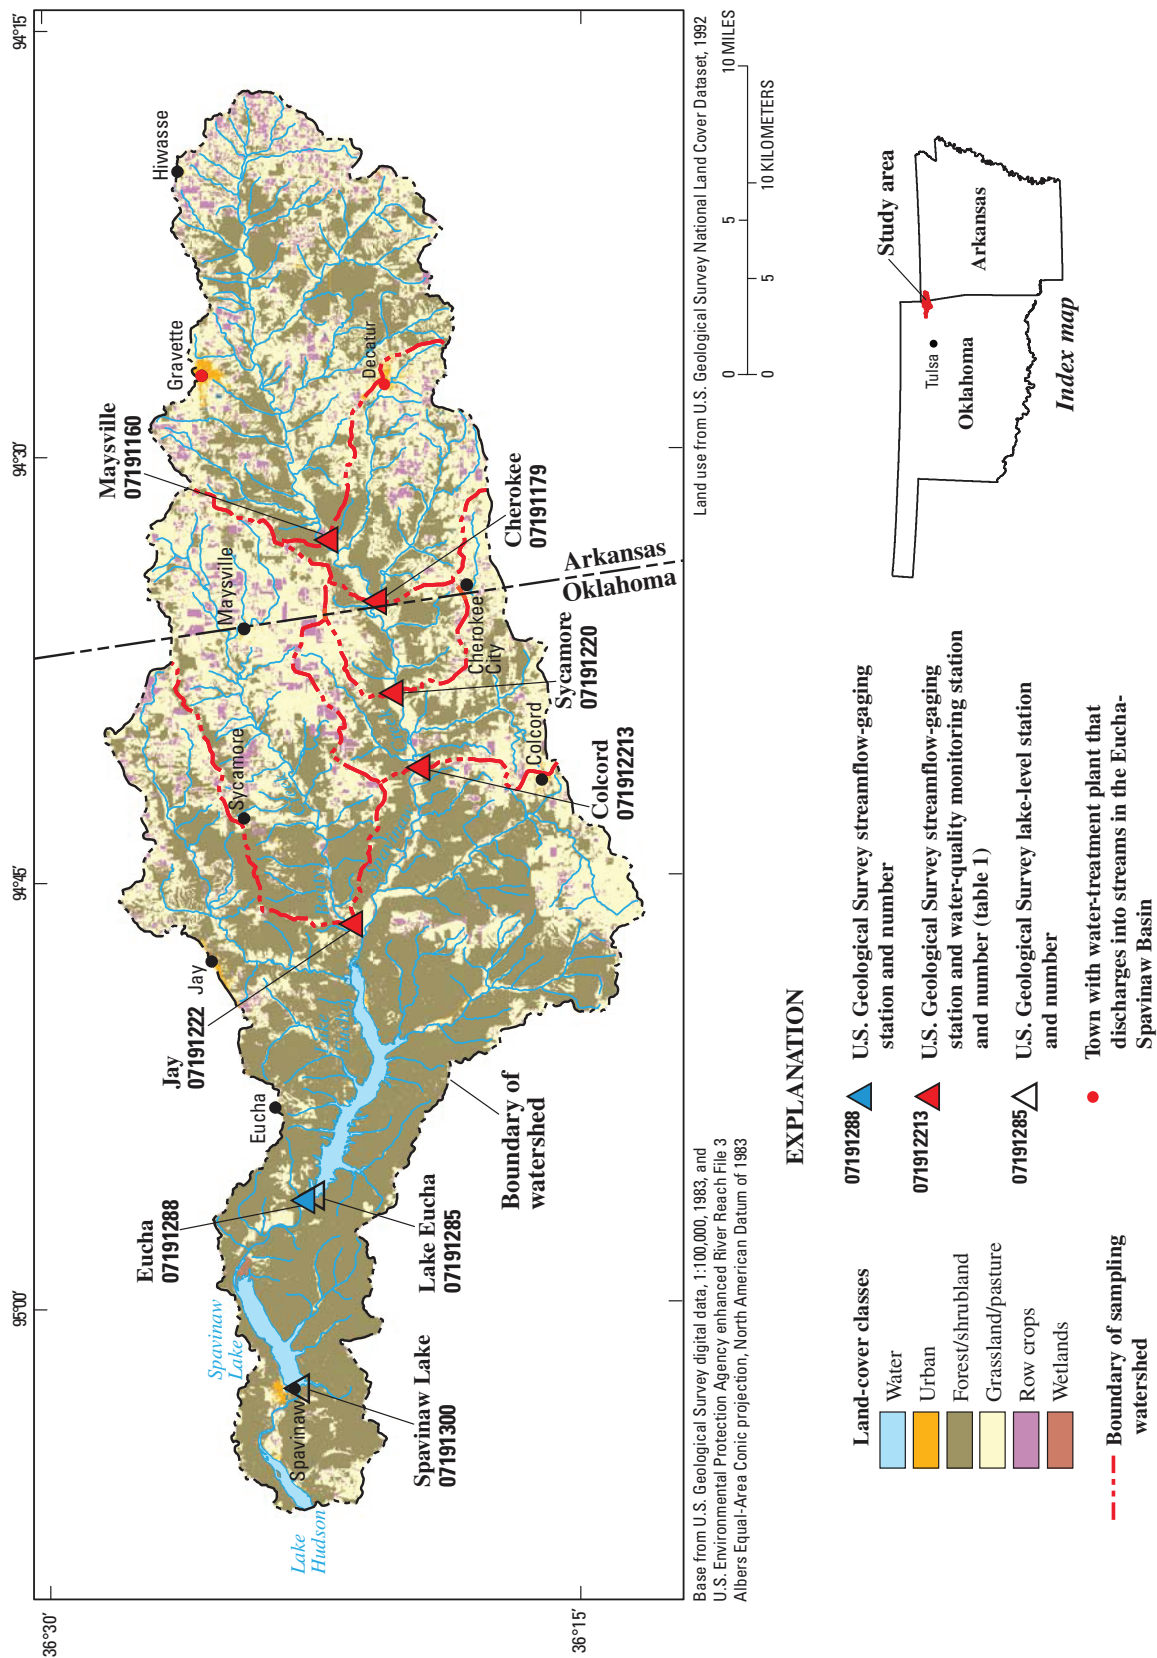 94°15′
94°30′
94°45′
95°00′
36°30′
36°15′
Hiwasse
Gravette
Decatur
Maysville
07191160
Cherokee
07191179
Maysville
Arkansas
Oklahoma
Cherokee
City
Sycamore
07191220
Sycamore
Colcord
Colcord
071912213
Jay
Jay
07191222
Eucha
Boundary of
watershed
Eucha
07191288
Lake Eucha
07191285
Lake
Eucha
Spavinaw
Lake
Spavinaw
Spavinaw Lake
07191300
Lake
Hudson
Base from U.S. Geological Survey digital data, 1:100,000, 1983, and
U.S. Environmental Protection Agency enhanced River Reach File 3
Albers Equal-Area Conic projection, North American Datum of 1983
Land use from U.S. Geological Survey National Land Cover Dataset, 1992
0 5 10 MILES
0 5 10 KILOMETERS
EXPLANATION
Land-cover classes
Water
Urban
Forest/shrubland
Grassland/pasture
Row crops
Wetlands
Boundary of sampling
watershed
07191288
U.S. Geological Survey streamflow-gaging
station and number
071912213
U.S. Geological Survey streamflow-gaging
station and water-quality monitoring station
and number (table 1)
07191285
U.S. Geological Survey lake-level station
and number
Town with water-treatment plant that
discharges into streams in the Eucha-
Spavinaw Basin
Study area
Tulsa
Oklahoma
Arkansas
Index map